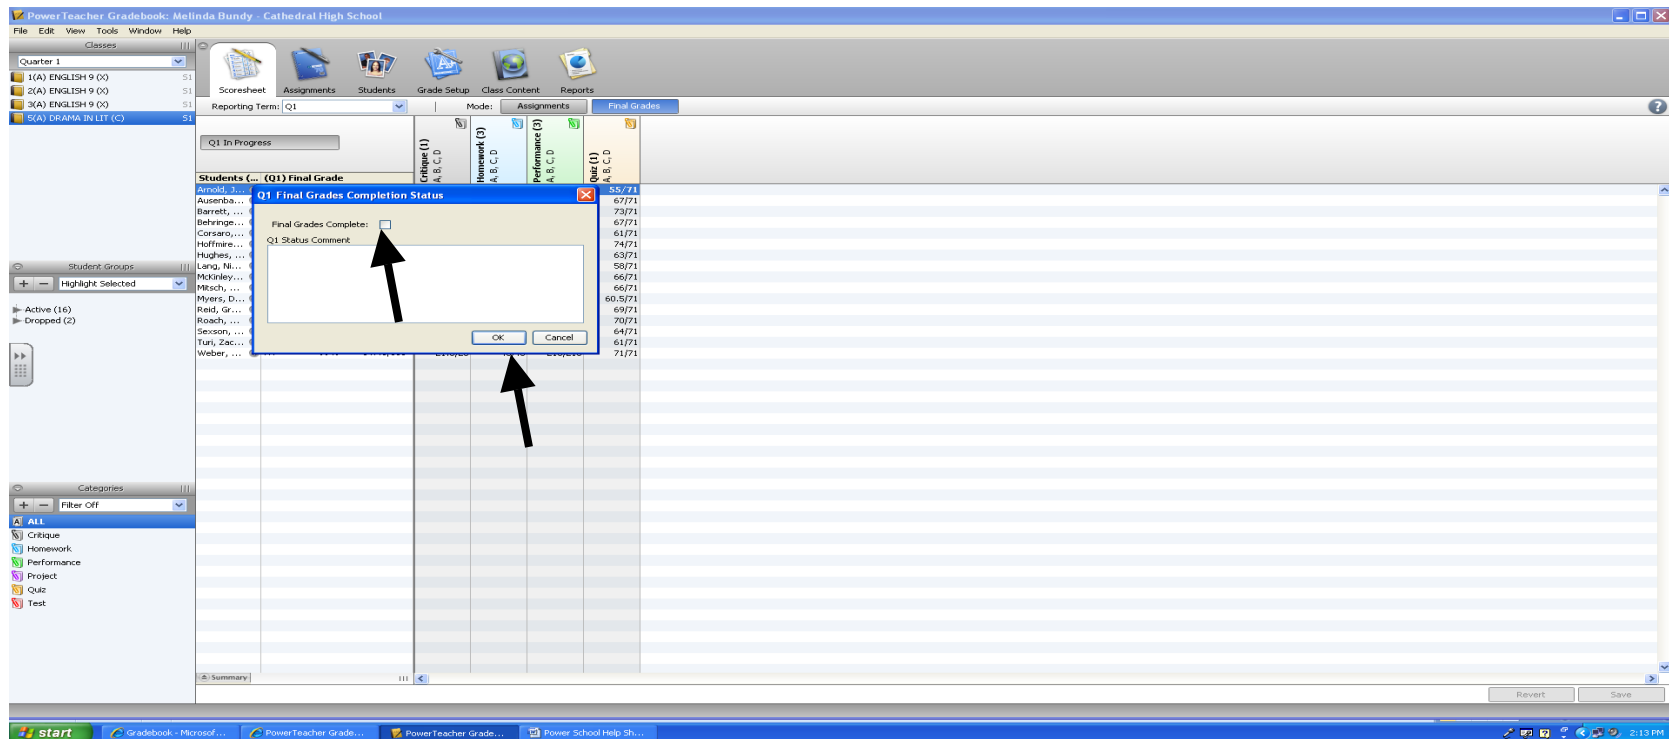 PowerTeacher Gradebook: Melinda Bundy - Cathedral High School
File Edit View Tools Window Help
Classes
Quarter 1
1(A) ENGLISH 9 (X) S1
2(A) ENGLISH 9 (X) S1
3(A) ENGLISH 9 (X) S1
5(A) DRAMA IN LIT (C) S1
Scoresheet Assignments Students Grade Setup Class Content Reports
Reporting Term: Q1 Mode: Assignments Final Grades
Q1 In Progress
Critique (1)
A, B, C, D
Homework (3)
A, B, C, D
Performance (3)
A, B, C, D
Quiz (1)
A, B, C, D
Students (... (Q1) Final Grade
Arnold, J... 55/71
Ausenba... 67/71
Barrett, ... 73/71
Behringe... 67/71
Corsaro,... 61/71
Hoffmire... 74/71
Hughes, ... 63/71
Lang, Ni... 58/71
McKinley... 66/71
Mitsch, ... 66/71
Myers, D... 60.5/71
Reid, Gr... 69/71
Roach, ... 70/71
Sexson, ... 64/71
Turi, Zac... 61/71
Weber, ... 71/71
Q1 Final Grades Completion Status
Final Grades Complete:
Q1 Status Comment
OK Cancel
Student Groups
Highlight Selected
Active (16)
Dropped (2)
Categories
Filter Off
ALL
Critique
Homework
Performance
Project
Quiz
Test
Summary
Revert Save
start Gradebook - Microsof... PowerTeacher Grade... PowerTeacher Grade... Power School Help Sh... 2:13 PM